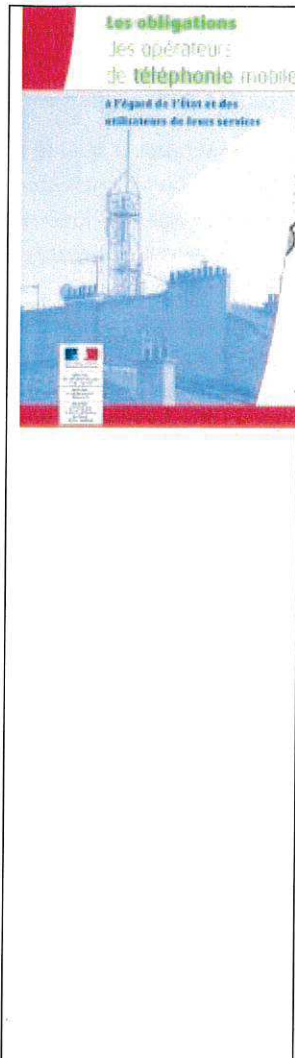 Les obligations
des opérateurs
de téléphonie mobile
à l'égard de l'État et des
utilisateurs de leurs services